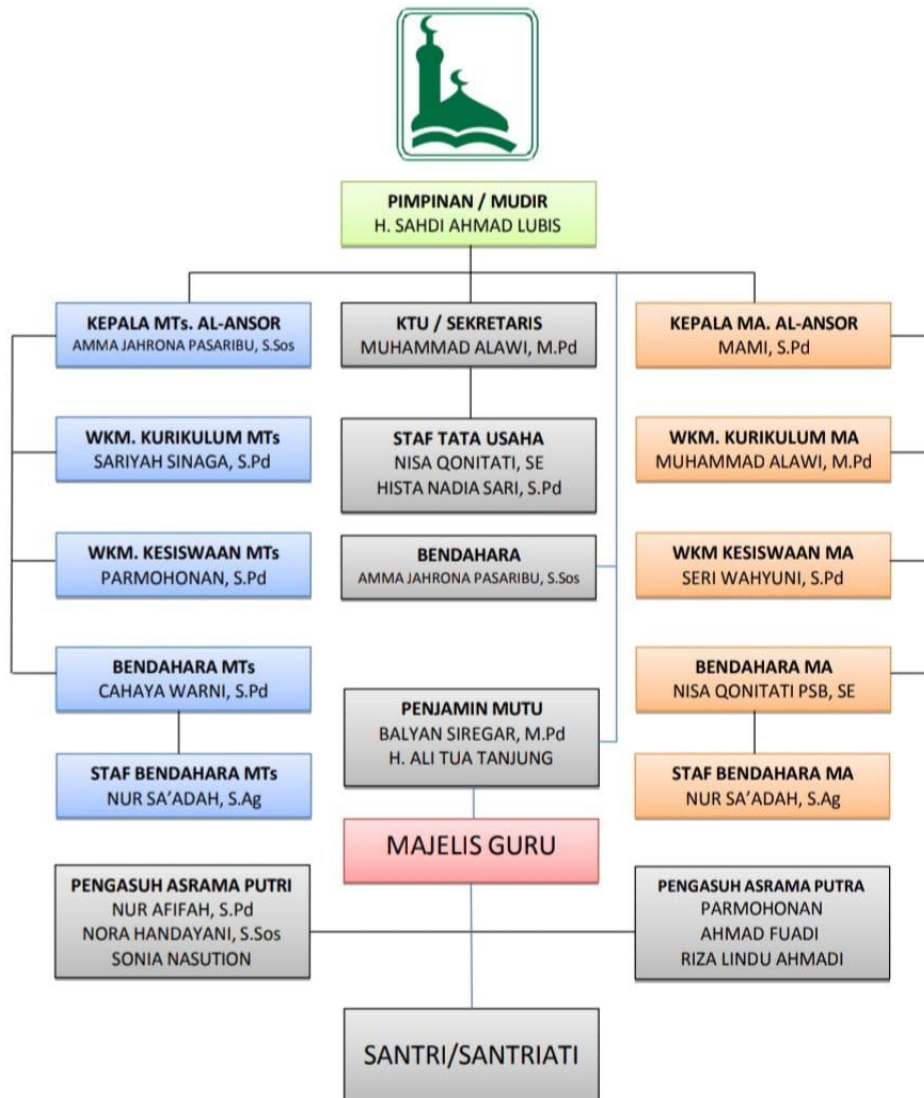 PIMPINAN / MUDIR
H. SAHDI AHMAD LUBIS
KEPALA MTs. AL-ANSOR
AMMA JAHRONA PASARIBU, S.Sos
KTU / SEKRETARIS
MUHAMMAD ALAWI, M.Pd
KEPALA MA. AL-ANSOR
MAMI, S.Pd
WKM. KURIKULUM MTs
SARIYAH SINAGA, S.Pd
STAF TATA USAHA
NISA QONITATI, SE
HISTA NADIA SARI, S.Pd
WKM. KURIKULUM MA
MUHAMMAD ALAWI, M.Pd
WKM. KESISWAAN MTs
PARMOHONAN, S.Pd
BENDAHARA
AMMA JAHRONA PASARIBU, S.Sos
WKM KESISWAAN MA
SERI WAHYUNI, S.Pd
BENDAHARA MTs
CAHAYA WARNI, S.Pd
PENJAMIN MUTU
BALYAN SIREGAR, M.Pd
H. ALI TUA TANJUNG
BENDAHARA MA
NISA QONITATI PSB, SE
STAF BENDAHARA MTs
NUR SA’ADAH, S.Ag
STAF BENDAHARA MA
NUR SA’ADAH, S.Ag
MAJELIS GURU
PENGASUH ASRAMA PUTRI
NUR AFIFAH, S.Pd
NORA HANDAYANI, S.Sos
SONIA NASUTION
PENGASUH ASRAMA PUTRA
PARMOHONAN
AHMAD FUADI
RIZA LINDU AHMADI
SANTRI/SANTRIATI